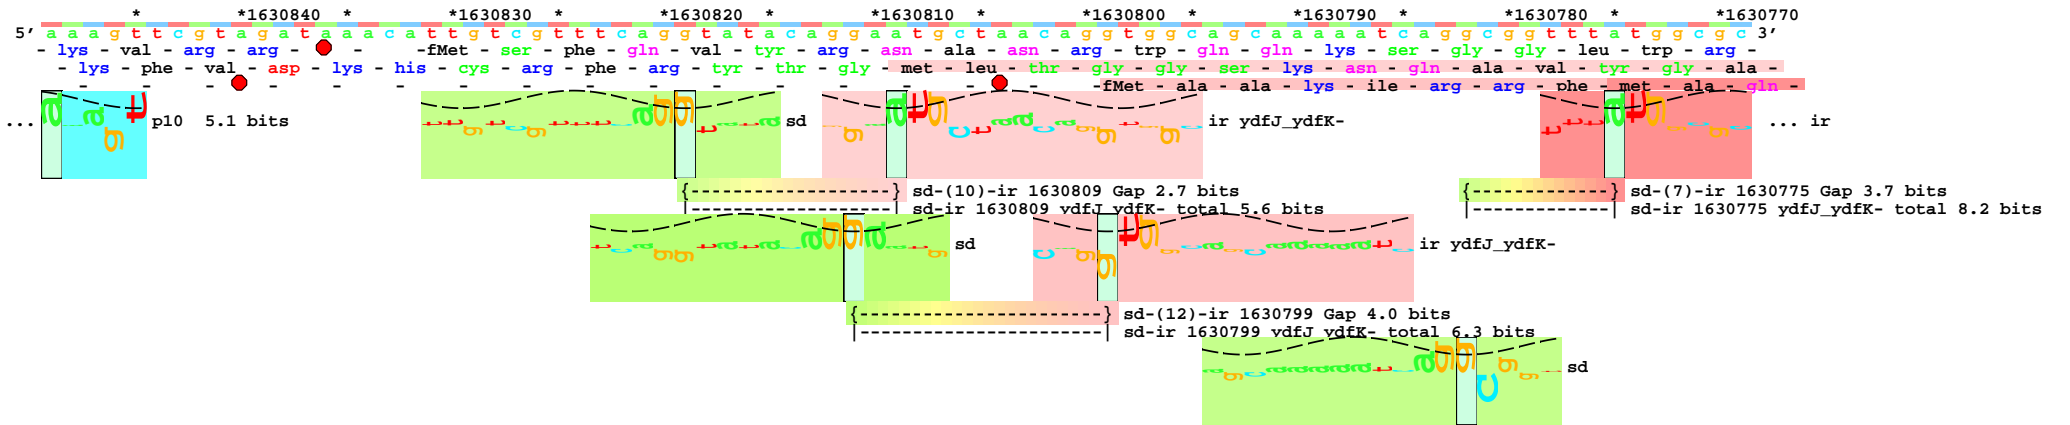 * *1630840 * *1630830 * *1630820 * *1630810 * *1630800 * *1630790 * *1630780 * *1630770
5' a a a g t t c g t a g a t a a a c a t t g t c g t t t c a g g t a t a c a g g a a t g c t a a c a g g t g g c a g c a a a a a t c a g g c g g t t t a t g g c g c 3'
- lys - val - arg - arg - - -fMet - ser - phe - gln - val - tyr - arg - asn - ala - asn - arg - trp - gln - gln - lys - ser - gly - gly - leu - trp - arg -
- lys - phe - val - asp - lys - his - cys - arg - phe - arg - tyr - thr - gly - met - leu - thr - gly - gly - ser - lys - asn - gln - ala - val - tyr - gly - ala -
- - - - - - - - - - - - - - - -fMet - ala - ala - lys - ile - arg - arg - phe - met - ala - gln -
... p10 5.1 bits sd ir ydfJ_ydfK- ... ir
{--------------------} sd-(10)-ir 1630809 Gap 2.7 bits {--------------} sd-(7)-ir 1630775 Gap 3.7 bits
|--------------------| sd-ir 1630809 ydfJ_ydfK- total 5.6 bits |--------------| sd-ir 1630775 ydfJ_ydfK- total 8.2 bits
sd ir ydfJ_ydfK-
{------------------------} sd-(12)-ir 1630799 Gap 4.0 bits
|------------------------| sd-ir 1630799 ydfJ_ydfK- total 6.3 bits
sd